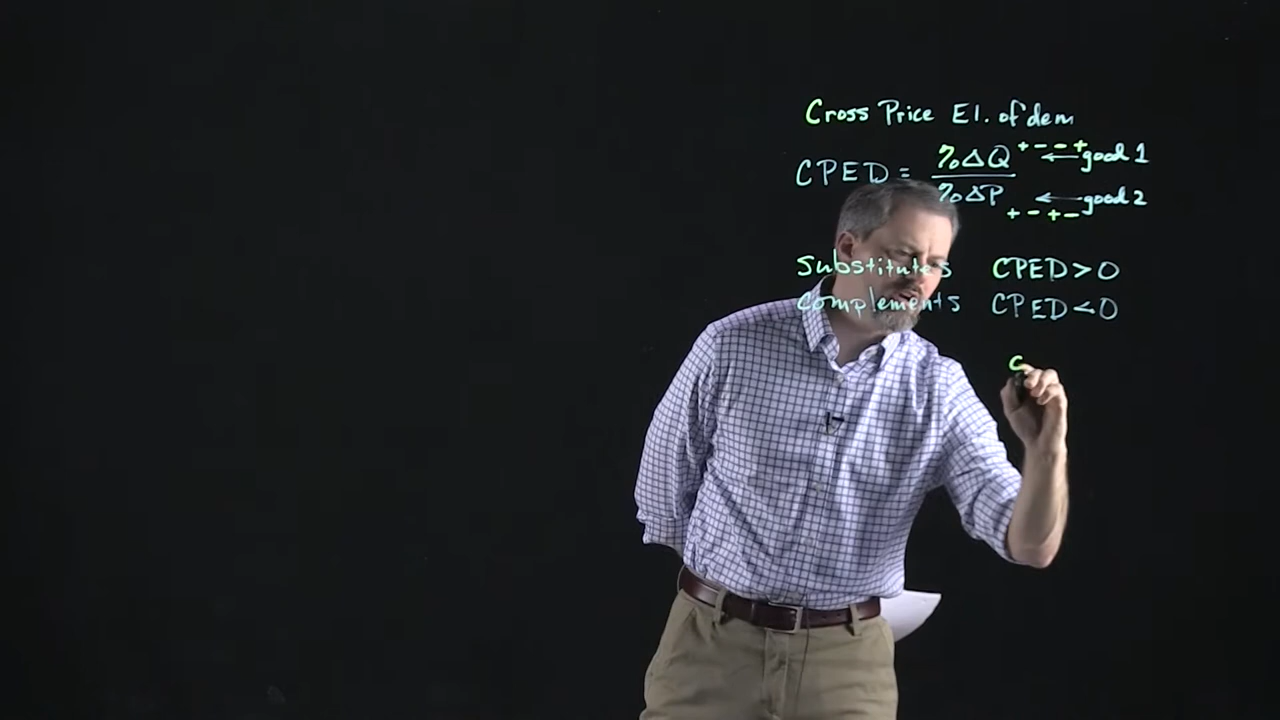 Cross Price El. of dem
+ - - +
CPED = %ΔQ ← good 1
%ΔP ← good 2
+ - + -
Substitutes CPED > 0
Complements CPED < 0
C